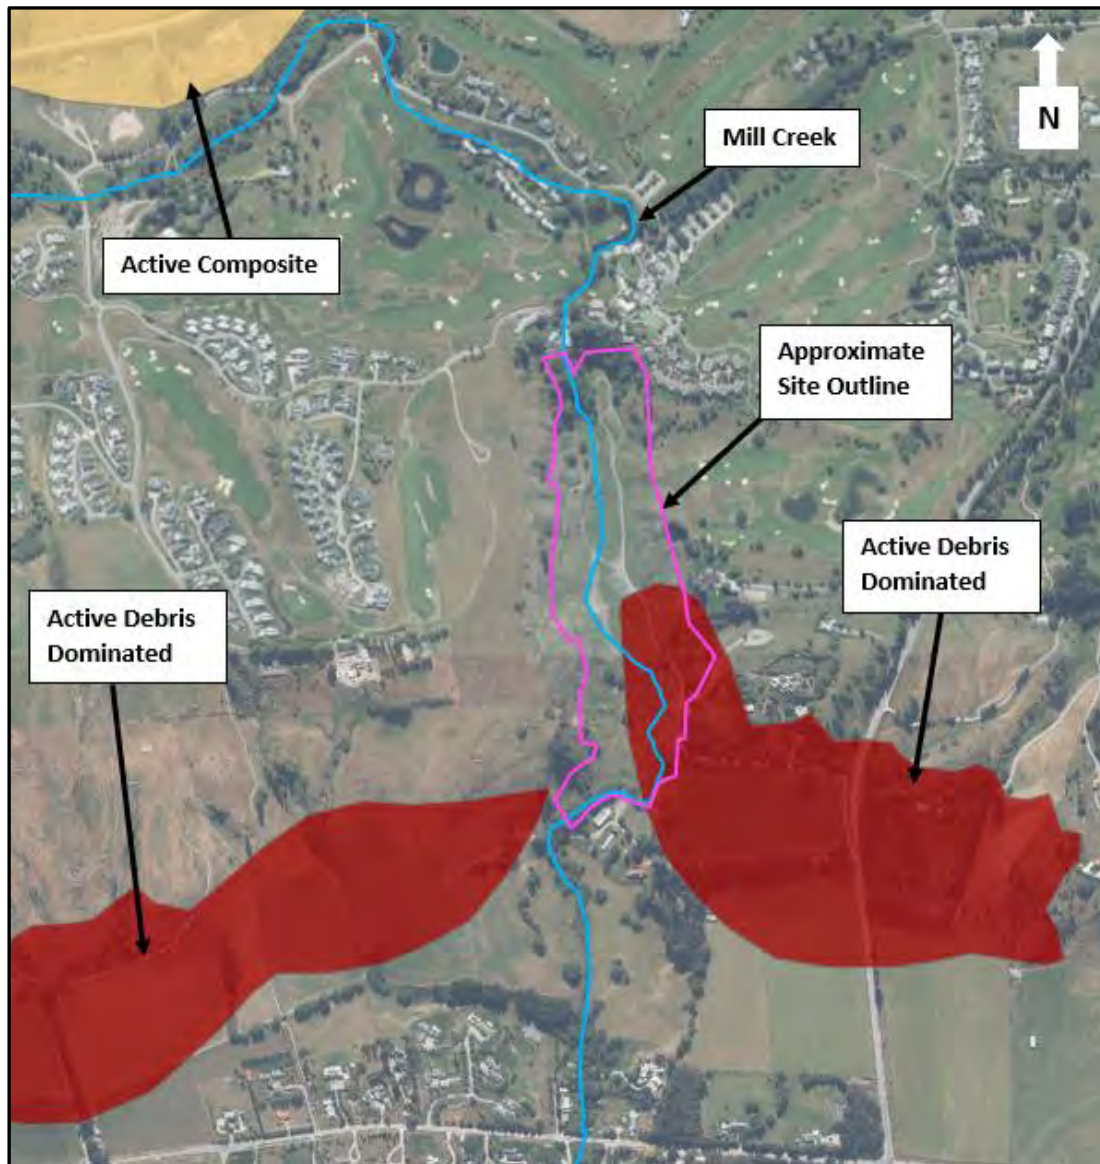 N
Mill Creek
Active Composite
Approximate
Site Outline
Active Debris
Dominated
Active Debris
Dominated